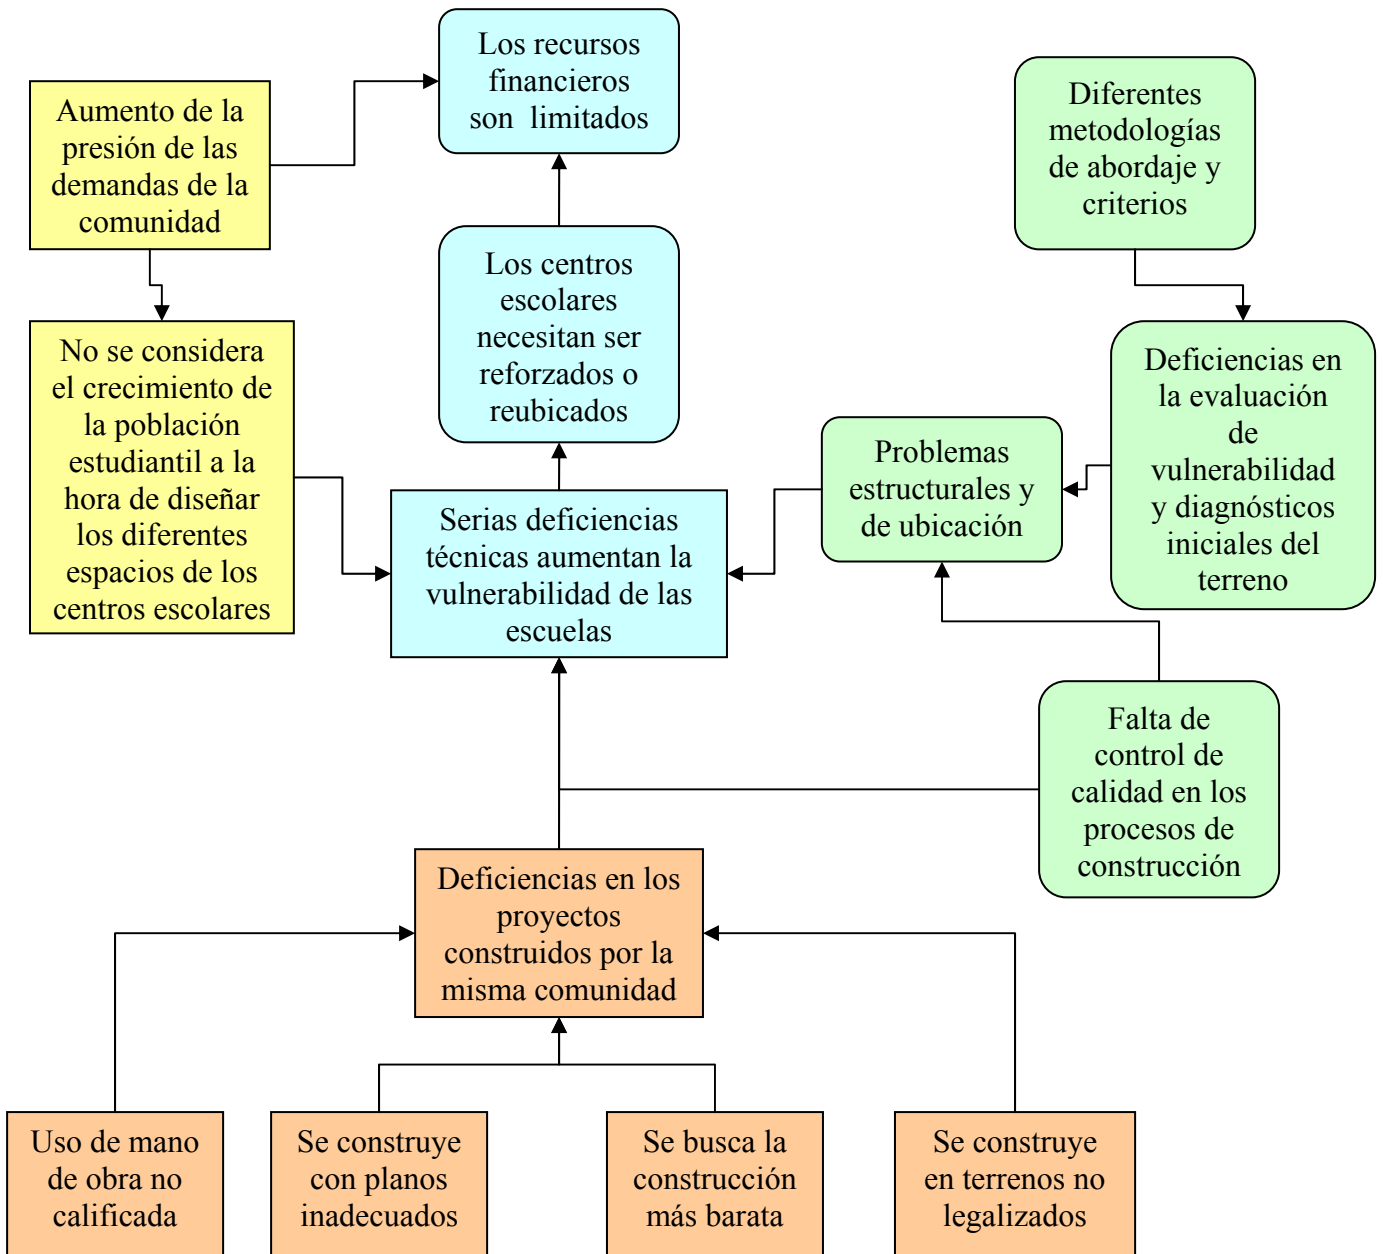 Los recursos
financieros
son limitados
Diferentes
metodologías
de abordaje y
criterios
Aumento de la
presión de las
demandas de la
comunidad
Los centros
escolares
necesitan ser
reforzados o
reubicados
No se considera
el crecimiento de
la población
estudiantil a la
hora de diseñar
los diferentes
espacios de los
centros escolares
Deficiencias en
la evaluación
de
vulnerabilidad
y diagnósticos
iniciales del
terreno
Problemas
estructurales y
de ubicación
Serias deficiencias
técnicas aumentan la
vulnerabilidad de las
escuelas
Falta de
control de
calidad en los
procesos de
construcción
Deficiencias en los
proyectos
construidos por la
misma comunidad
Uso de mano
de obra no
calificada
Se construye
con planos
inadecuados
Se busca la
construcción
más barata
Se construye
en terrenos no
legalizados